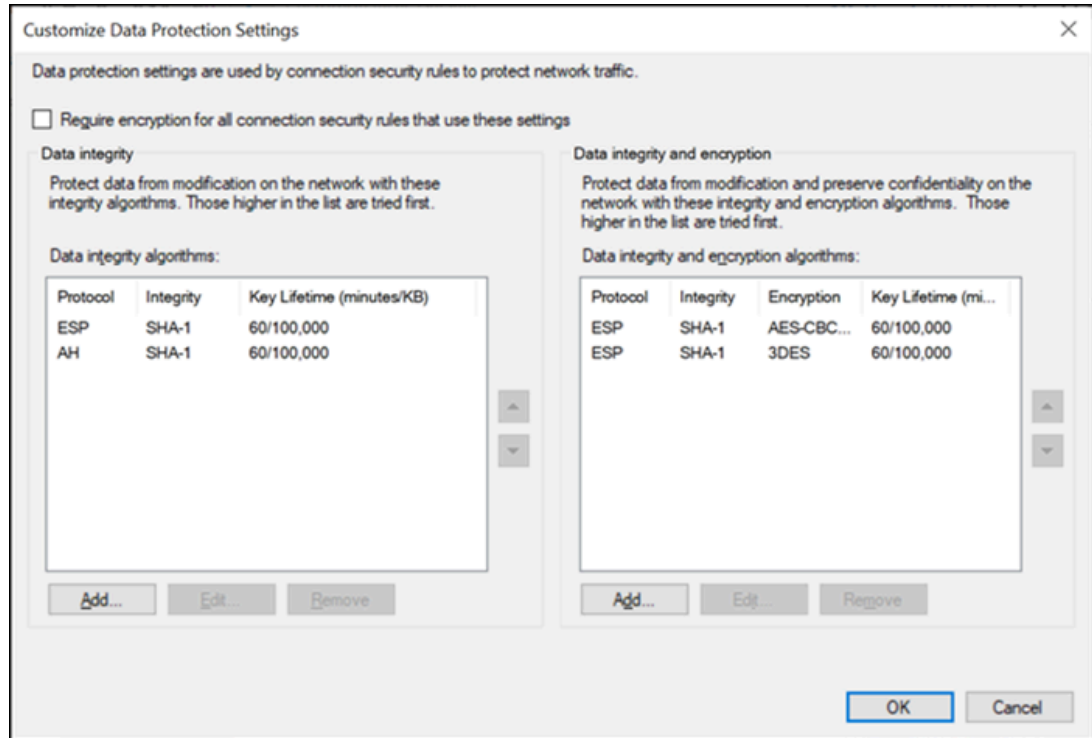 Customize Data Protection Settings
Data protection settings are used by connection security rules to protect network traffic.
Require encryption for all connection security rules that use these settings
Data integrity
Protect data from modification on the network with these
integrity algorithms. Those higher in the list are tried first.
Data integrity algorithms:
Protocol Integrity Key Lifetime (minutes/KB)
ESP SHA-1 60/100,000
AH SHA-1 60/100,000
Add... Edit... Remove
Data integrity and encryption
Protect data from modification and preserve confidentiality on the
network with these integrity and encryption algorithms. Those
higher in the list are tried first.
Data integrity and encryption algorithms:
Protocol Integrity Encryption Key Lifetime (mi...
ESP SHA-1 AES-CBC... 60/100,000
ESP SHA-1 3DES 60/100,000
Add... Edit... Remove
OK Cancel